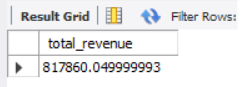 Result Grid Filter Rows:
total_revenue
817860.049999993